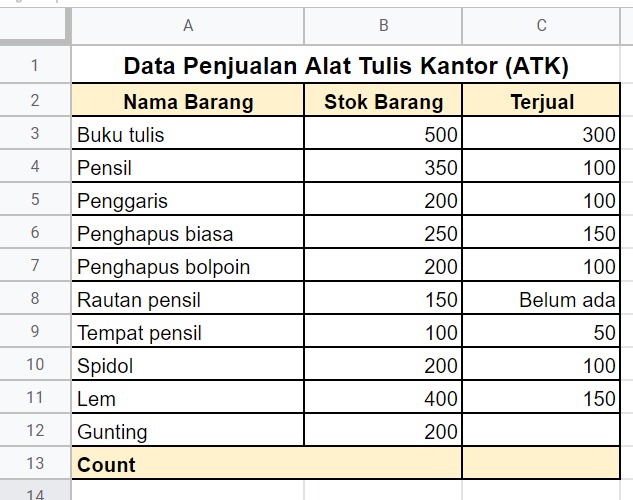 A B C
1 Data Penjualan Alat Tulis Kantor (ATK)
2 Nama Barang Stok Barang Terjual
3 Buku tulis 500 300
4 Pensil 350 100
5 Penggaris 200 100
6 Penghapus biasa 250 150
7 Penghapus bolpoin 200 100
8 Rautan pensil 150 Belum ada
9 Tempat pensil 100 50
10 Spidol 200 100
11 Lem 400 150
12 Gunting 200
13 Count
14